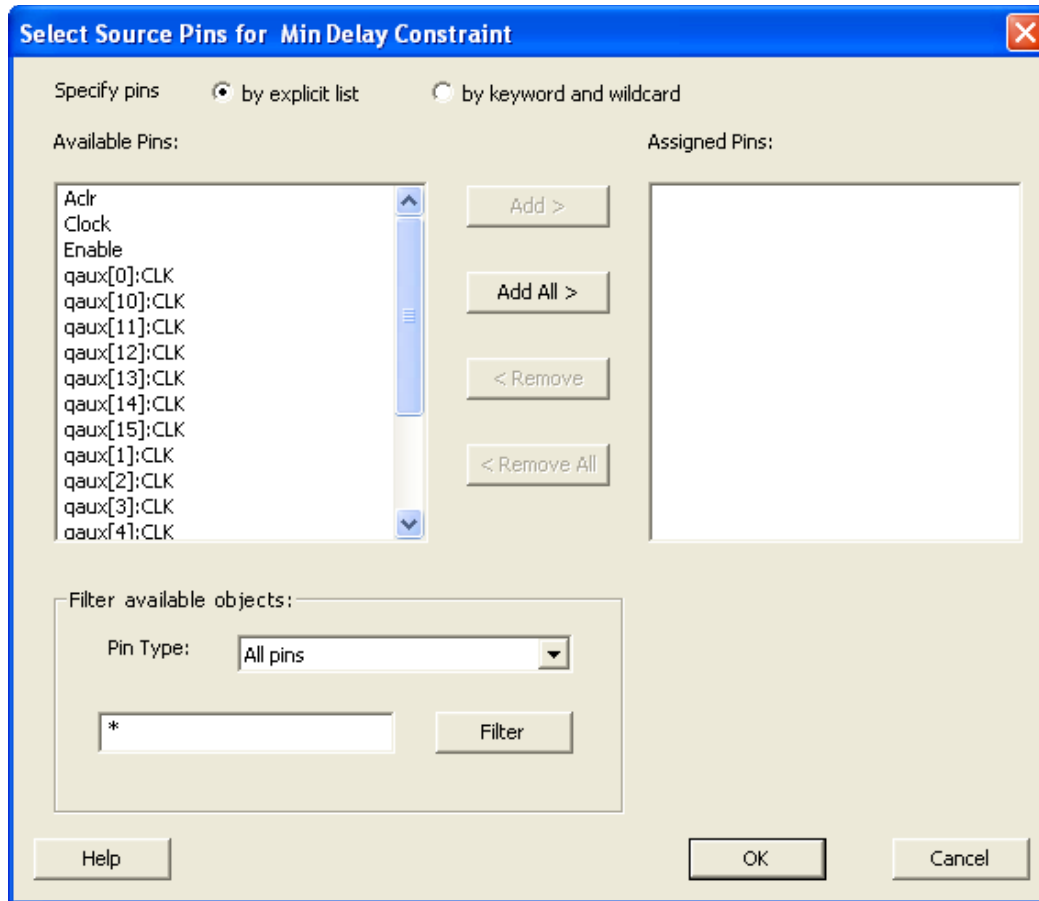 Select Source Pins for Min Delay Constraint
Specify pins by explicit list by keyword and wildcard
Available Pins: Assigned Pins:
Aclr
Clock
Enable
qaux[0]:CLK
qaux[10]:CLK
qaux[11]:CLK
qaux[12]:CLK
qaux[13]:CLK
qaux[14]:CLK
qaux[15]:CLK
qaux[1]:CLK
qaux[2]:CLK
qaux[3]:CLK
qaux[4]:CLK
Add >
Add All >
< Remove
< Remove All
Filter available objects:
Pin Type: All pins
* Filter
Help OK Cancel